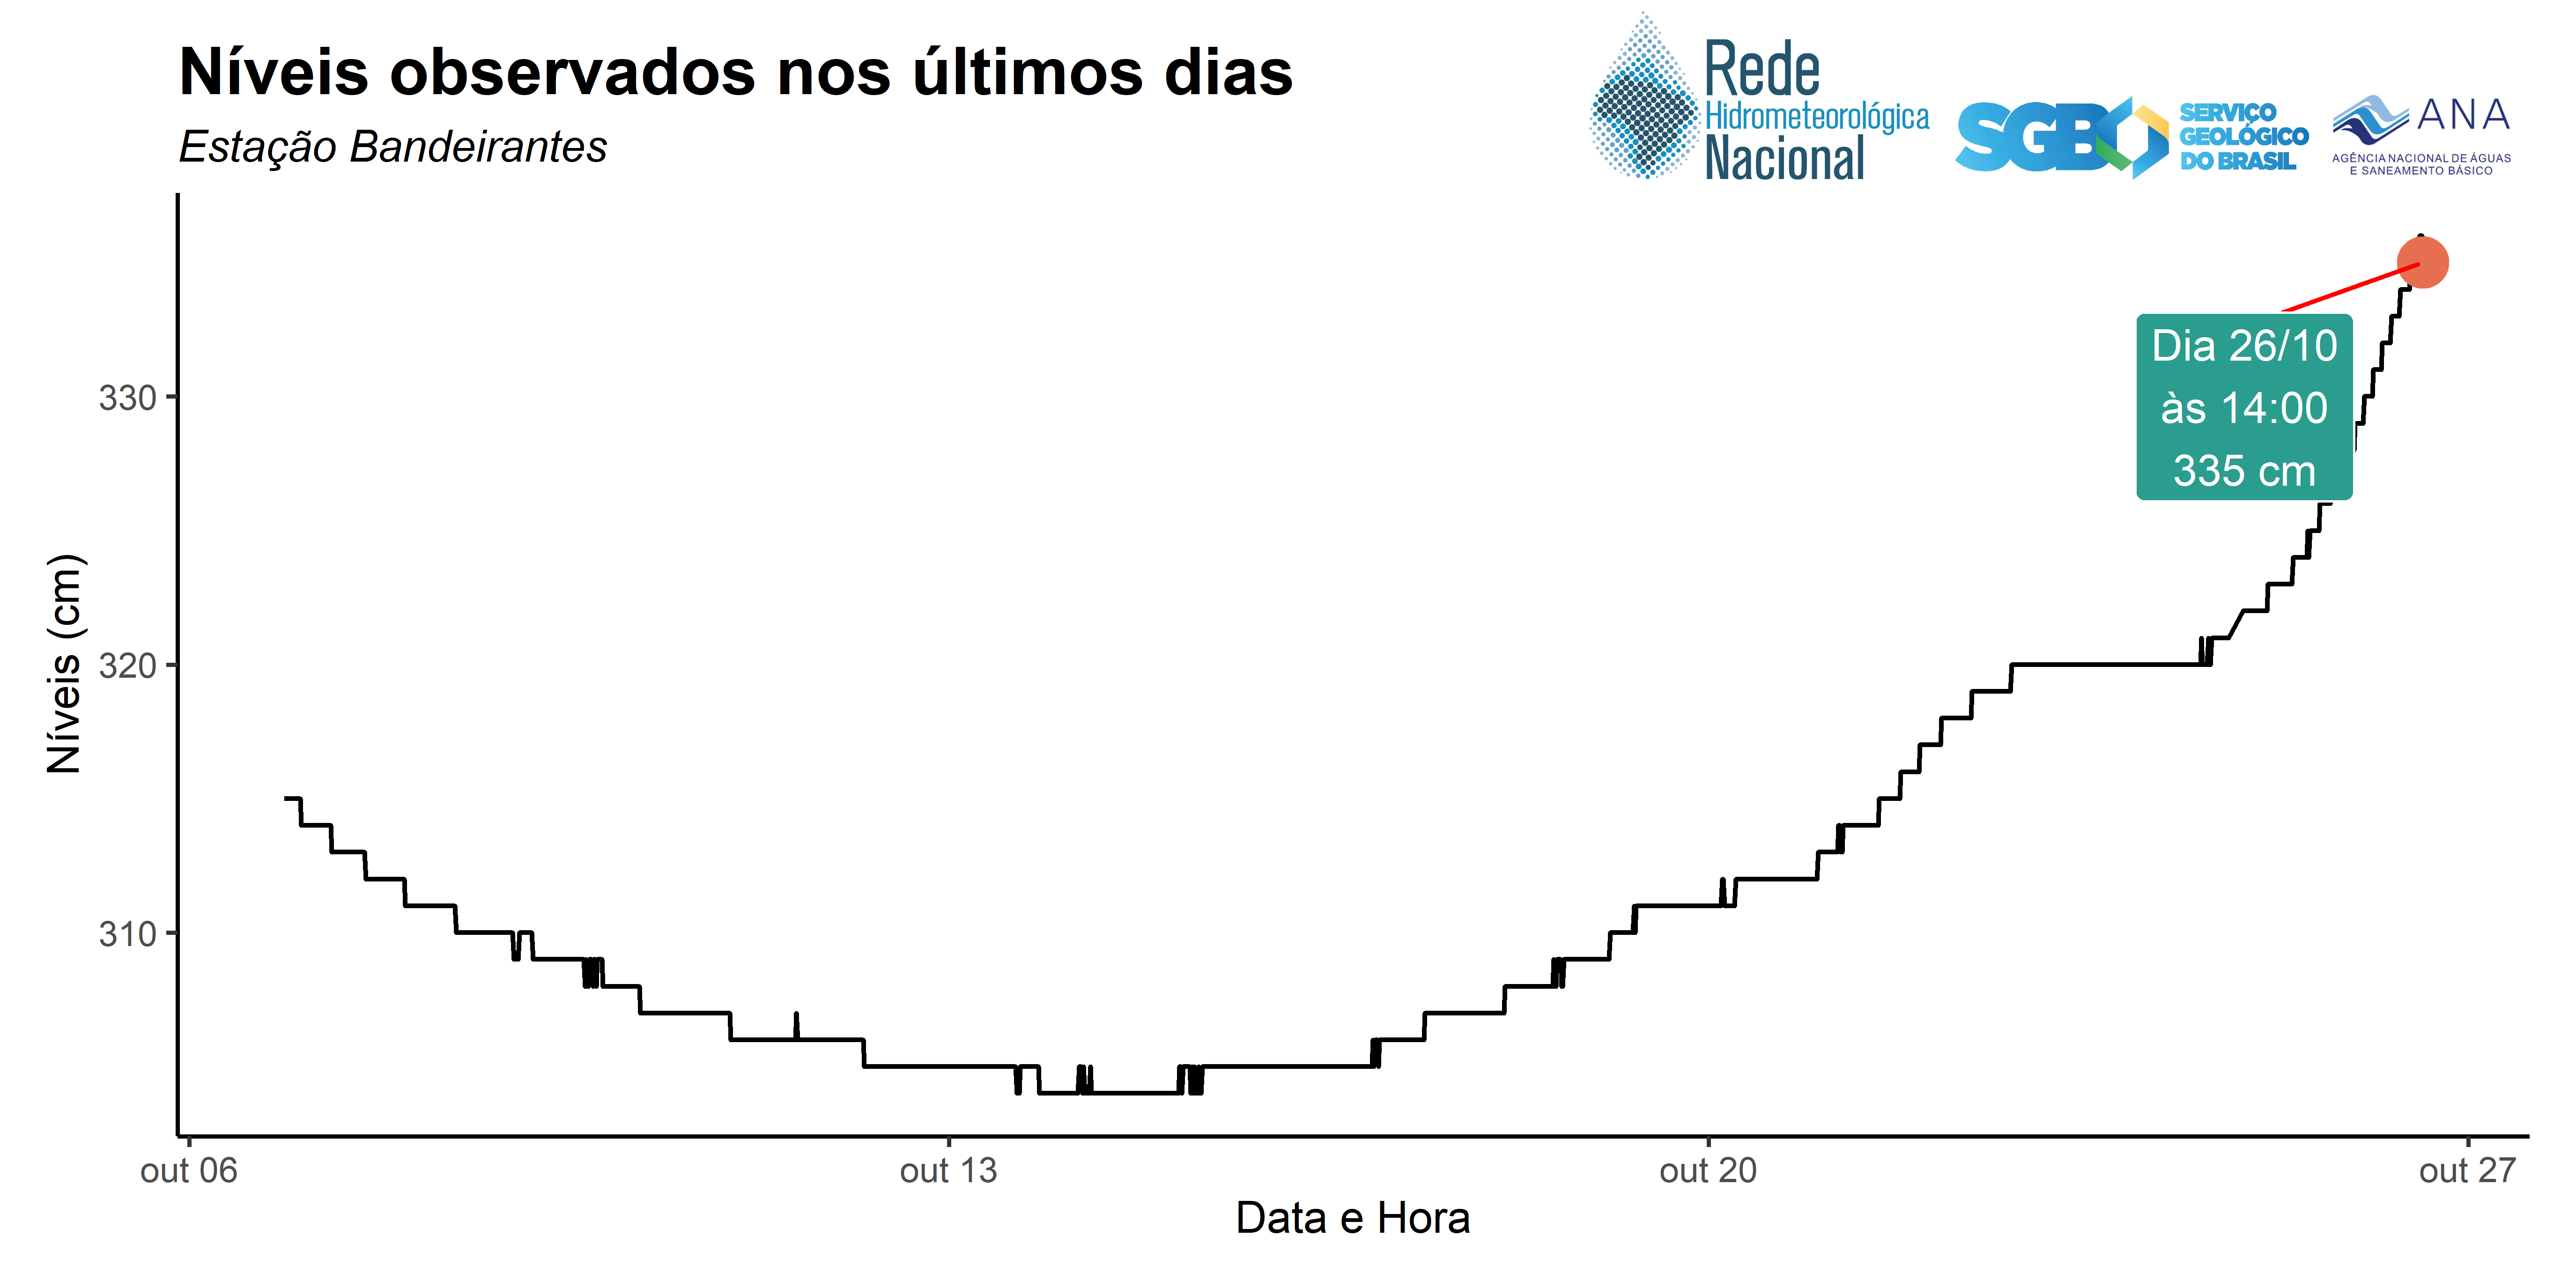 Níveis observados nos últimos dias
Estação Bandeirantes
Rede
Hidrometeorológica
Nacional
SGB
SERVIÇO
GEOLÓGICO
DO BRASIL
ANA
AGÊNCIA NACIONAL DE ÁGUAS
E SANEAMENTO BÁSICO
Dia 26/10
às 14:00
335 cm
330
320
310
Níveis (cm)
out 06
out 13
out 20
out 27
Data e Hora